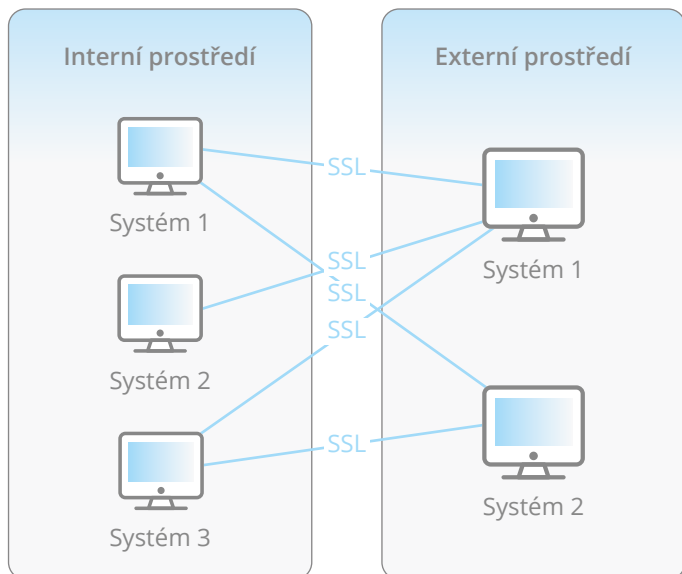 Interní prostředí
Externí prostředí
SSL
Systém 1
SSL
Systém 1
SSL
SSL
Systém 2
SSL
Systém 2
Systém 3